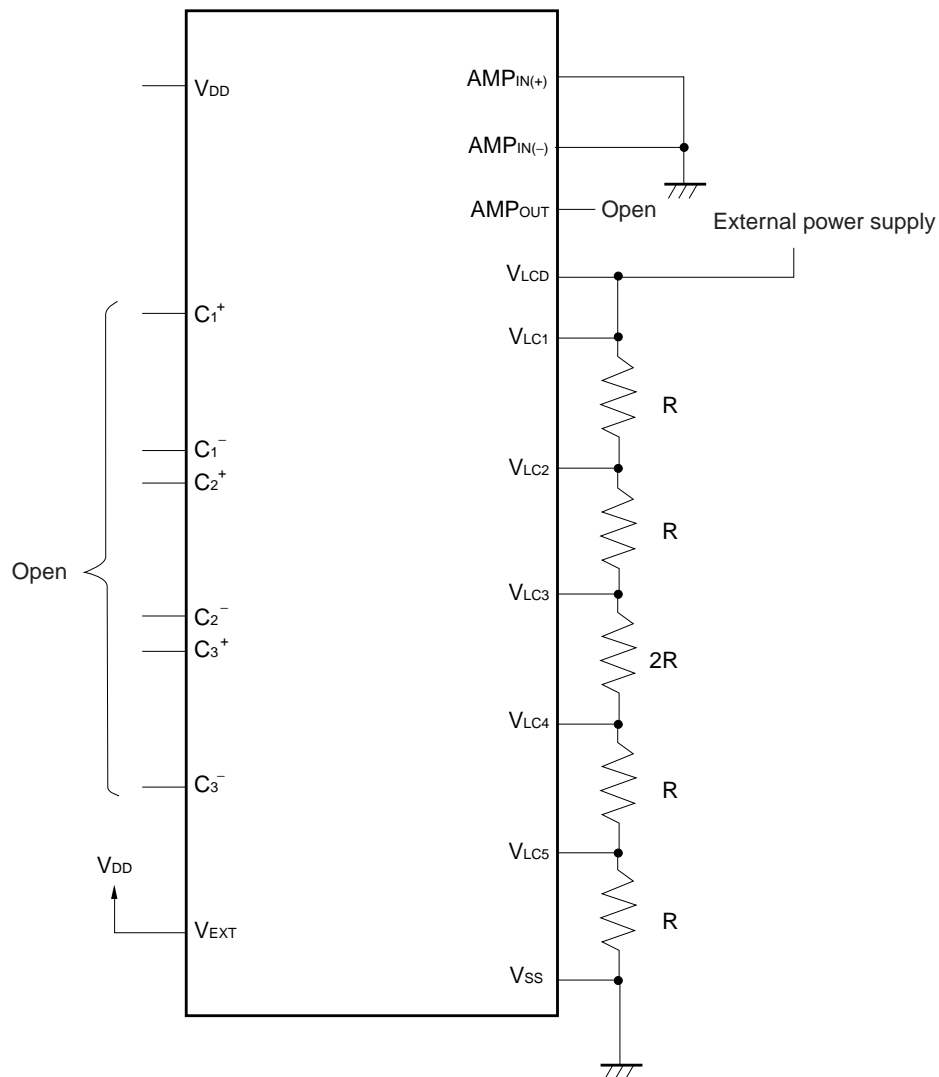 VDD
AMPIN(+)
AMPIN(−)
AMPOUT
Open
External power supply
VLCD
C1+
VLC1
R
C1−
VLC2
C2+
R
Open
VLC3
C2−
C3+
2R
VLC4
C3−
R
VLC5
VDD
R
VEXT
VSS